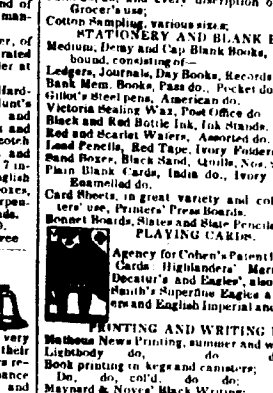 Grocer's use;
Cotton Sampling, various sizes;
STATIONERY AND BLANK B
Medium, Demy and Cap Blank Books,
bound, consisting of—
Ledgers, Journals, Day Books, Records
Bank Mem. Books, Pass do., Pocket do
Gillot's Steel pens, American do.
Victoria Sealing Wax, Post Office do
Black and Red Bottle Ink, Ink Stands.
Red and Scarlet Wafers, Assorted do.
Lead Pencils, Red Tape, Ivory Folders
Sand Boxes, Black Sand, Quills, Nos.
Plain Blank Cards, India do., Ivory
Enamelled do.
Card Sheets, in great variety and col
ters' use, Printers' Press Boards.
Bonnet Boards, Slates and Slate Pencils
PLAYING CARDS.
Agency for Cohen's Patent
Cards Highlanders'
Decatur's and Eagles', also
Smith's Superfine Eagles a
ers and English Imperial and
PRINTING AND WRITING
News Printing, summer and w
Lightbody do, do
Book printing in kegs and canisters;
Do, do, col'd, do do;
Maynard & Noyes' Black Writing;